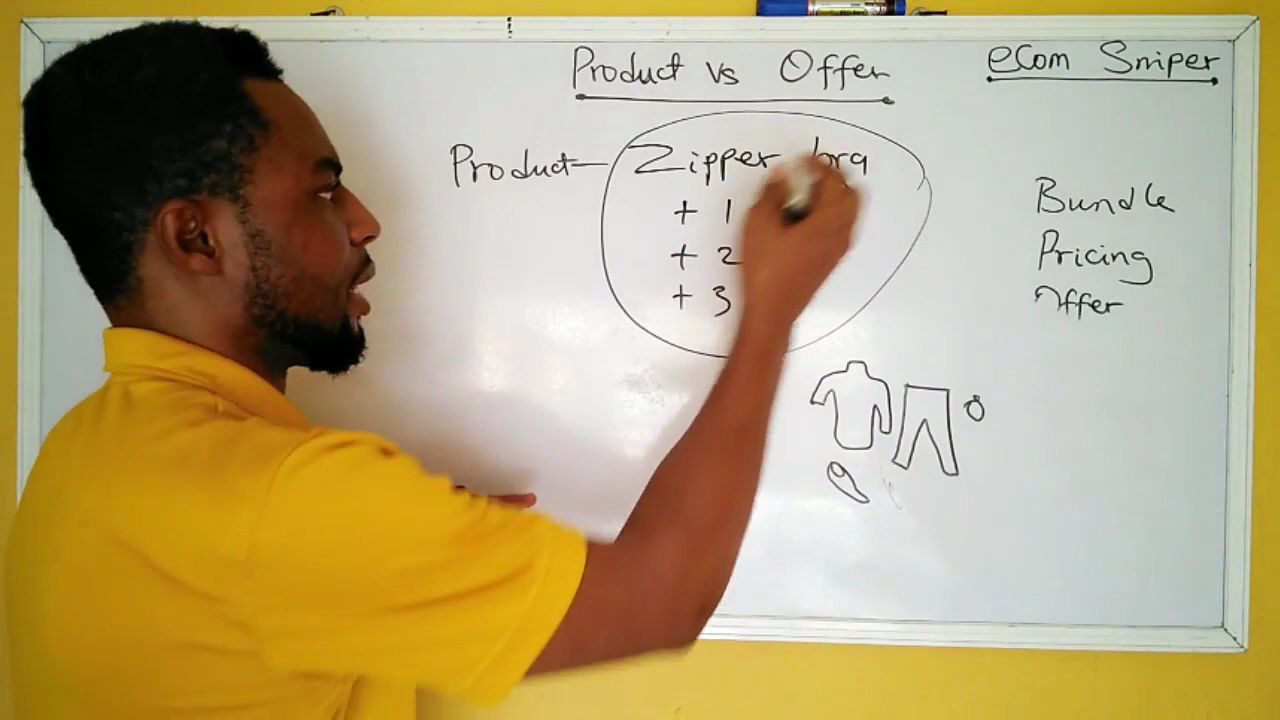 Product vs Offer
eCom Sniper
Product - Zipper bra
+ 1
+ 2
+ 3
Bundle
Pricing
Offer